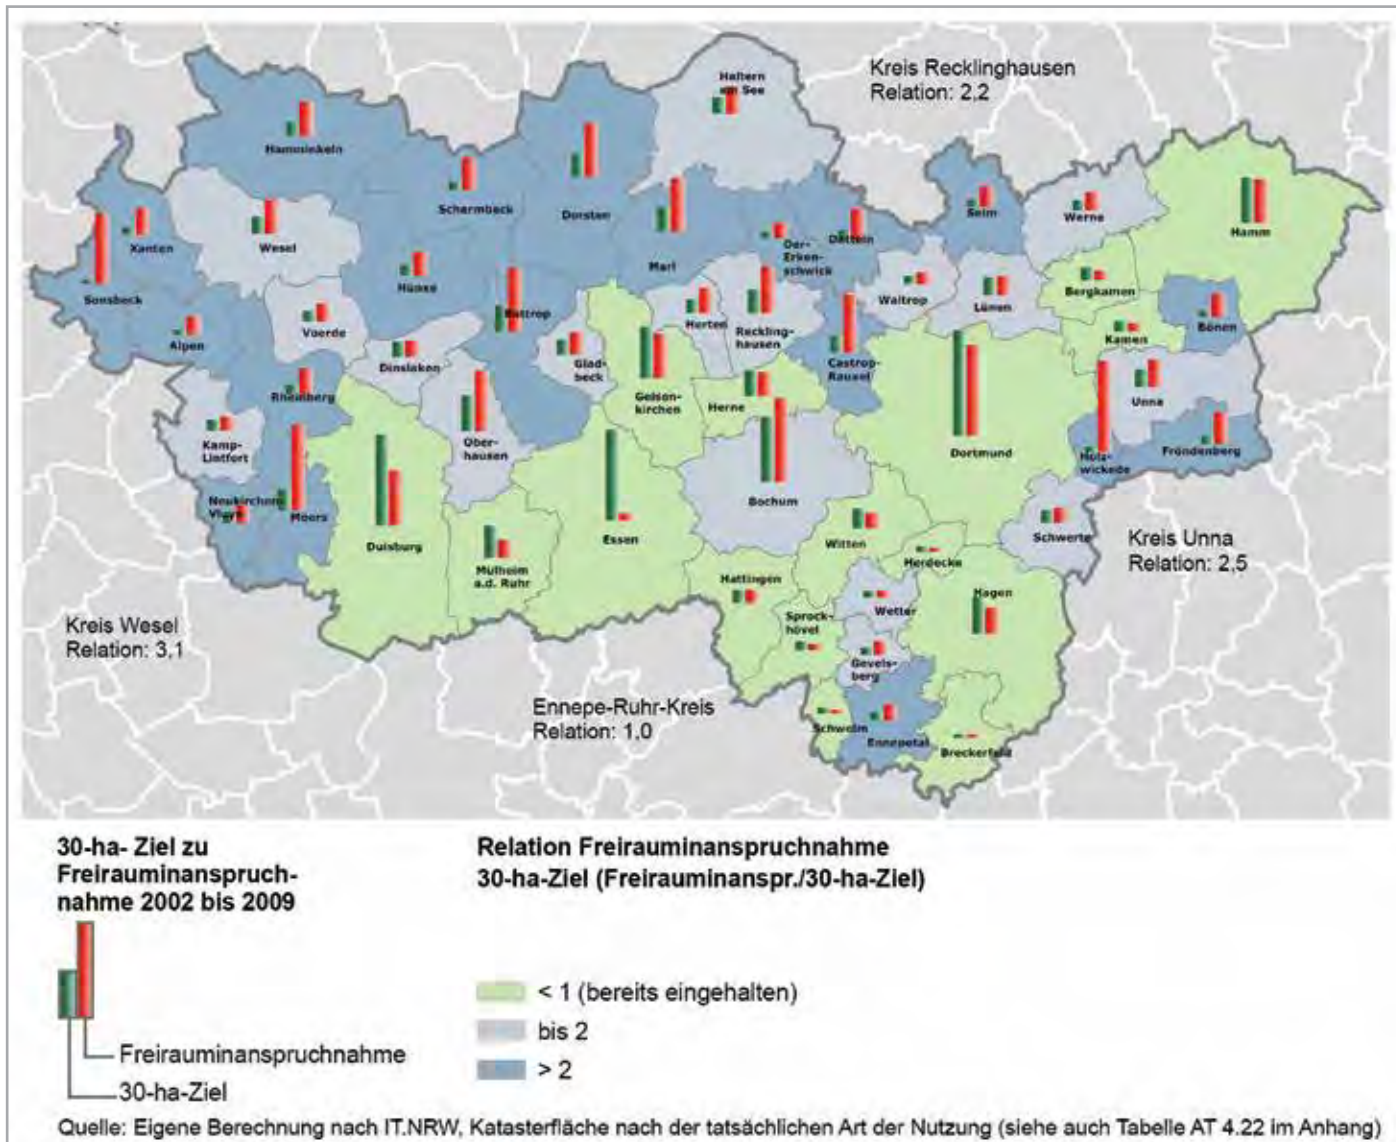 Kreis Recklinghausen
Relation: 2,2
Haltern
am See
Hamminkeln
Schermbeck
Dorsten
Selm
Werne
Hamm
Xanten
Wesel
Sonsbeck
Hünxe
Marl
Oer-
Erken-
schwick
Datteln
Waltrop
Lünen
Bergkamen
Bönen
Voerde
Bottrop
Herten
Reckling-
hausen
Alpen
Dinslaken
Glad-
beck
Castrop-
Rauxel
Kamen
Rheinberg
Gelsen-
kirchen
Herne
Unna
Kamp-
Lintfort
Ober-
hausen
Dortmund
Holz-
wickede
Fröndenberg
Neukirchen-
Vluyn
Moers
Bochum
Duisburg
Essen
Witten
Schwerte
Kreis Unna
Relation: 2,5
Mülheim
a.d. Ruhr
Herdecke
Hattingen
Wetter
Hagen
Sprock-
hövel
Kreis Wesel
Relation: 3,1
Gevels-
berg
Ennepe-Ruhr-Kreis
Relation: 1,0
Schwelm
Ennepetal
Breckerfeld
30-ha- Ziel zu
Freirauminanspruch-
nahme 2002 bis 2009
Freirauminanspruchnahme
30-ha-Ziel
Relation Freirauminanspruchnahme
30-ha-Ziel (Freirauminanspr./30-ha-Ziel)
< 1 (bereits eingehalten)
bis 2
> 2
Quelle: Eigene Berechnung nach IT.NRW, Katasterfläche nach der tatsächlichen Art der Nutzung (siehe auch Tabelle AT 4.22 im Anhang)